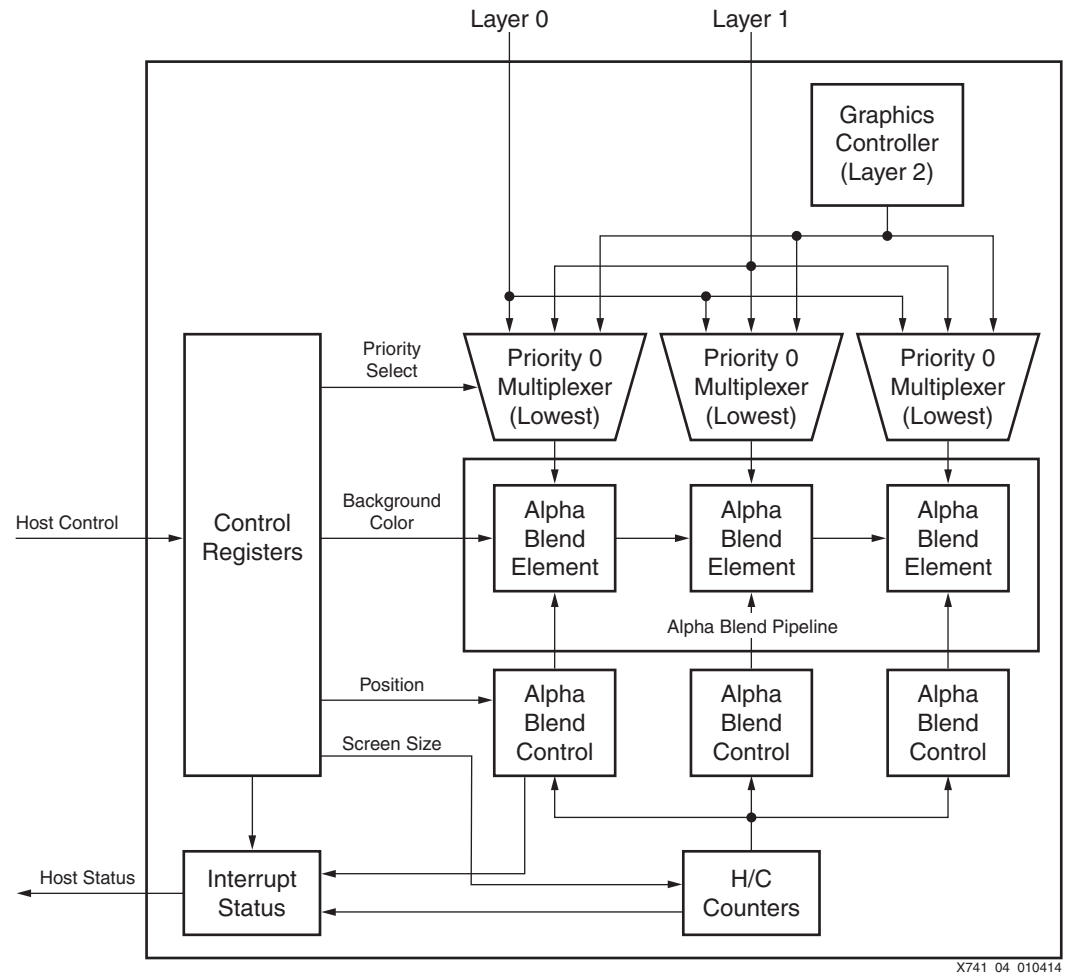 Layer 0
Layer 1
Graphics
Controller
(Layer 2)
Priority
Select
Priority 0
Multiplexer
(Lowest)
Priority 0
Multiplexer
(Lowest)
Priority 0
Multiplexer
(Lowest)
Host Control
Control
Registers
Background
Color
Alpha
Blend
Element
Alpha
Blend
Element
Alpha
Blend
Element
Alpha Blend Pipeline
Position
Screen Size
Alpha
Blend
Control
Alpha
Blend
Control
Alpha
Blend
Control
Host Status
Interrupt
Status
H/C
Counters
X741_04_010414